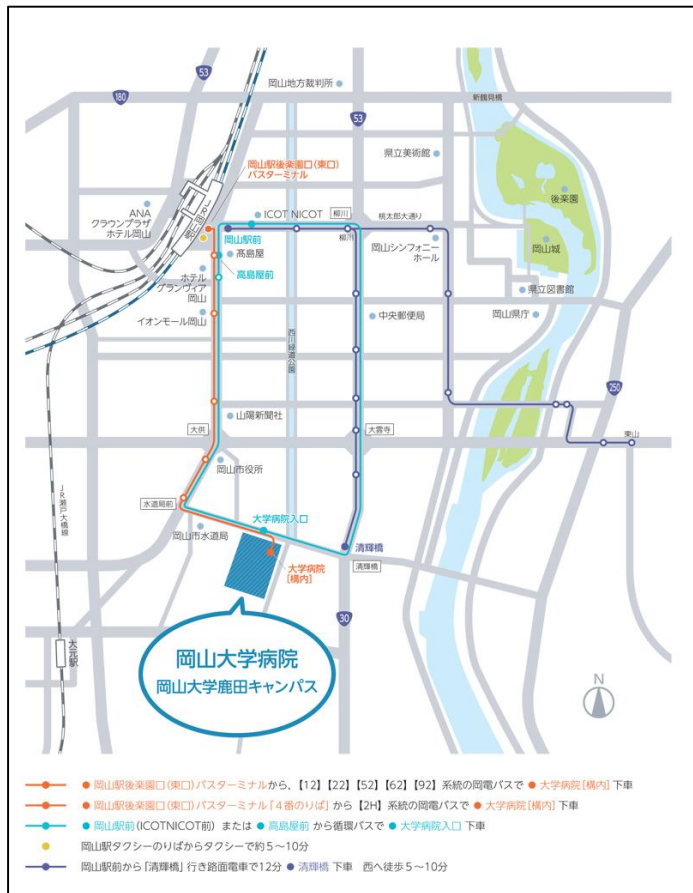 53
岡山地方裁判所
180
新鶴見橋
53
県立美術館
岡山駅後楽園口(東口)
バスターミナル
後楽園
ANA
クラウンプラザ
ホテル岡山
JR岡山駅
ICOT NICOT
柳川
桃太郎大通り
岡山駅前
柳川
岡山シンフォニー
ホール
岡山城
髙島屋
高島屋前
ホテル
グランヴィア
岡山
県立図書館
イオンモール岡山
西川緑道公園
中央郵便局
岡山県庁
250
山陽新聞社
大供
大雲寺
東山
岡山市役所
JR瀬戸大橋線
水道局前
大学病院入口
岡山市水道局
清輝橋
大学病院
[構内]
清輝橋
30
大元駅
岡山大学病院
岡山大学鹿田キャンパス
N
岡山駅後楽園口(東口)バスターミナルから、【12】【22】【52】【62】【92】系統の岡電バスで 大学病院[構内]下車
岡山駅後楽園口(東口)バスターミナル「4番のりば」から【2H】系統の岡電バスで 大学病院[構内]下車
岡山駅前(ICOTNICOT前) または 高島屋前 から循環バスで 大学病院入口 下車
岡山駅タクシーのりばからタクシーで約5～10分
岡山駅前から「清輝橋」行き路面電車で12分 清輝橋 下車 西へ徒歩5～10分